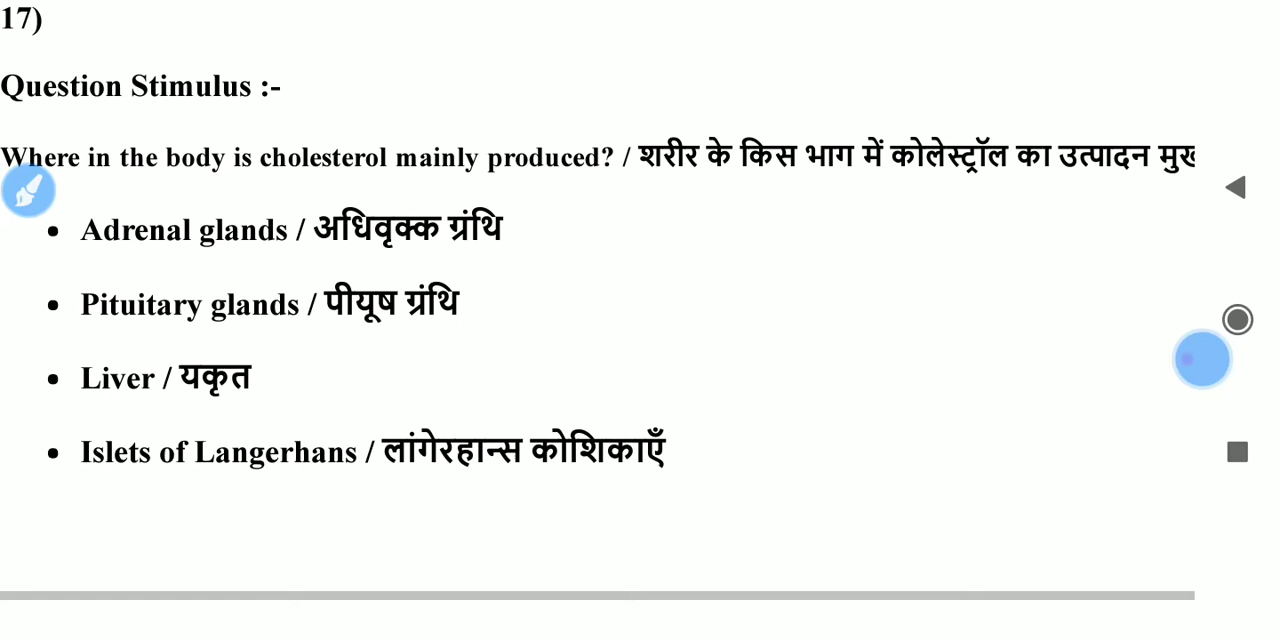 17)
Question Stimulus :-
Where in the body is cholesterol mainly produced? / शरीर के किस भाग में कोलेस्ट्रॉल का उत्पादन
Adrenal glands / अधिवृक्क ग्रंथि
Pituitary glands / पीयूष ग्रंथि
Liver / यकृत
Islets of Langerhans / लांगेरहान्स कोशिकाएँ